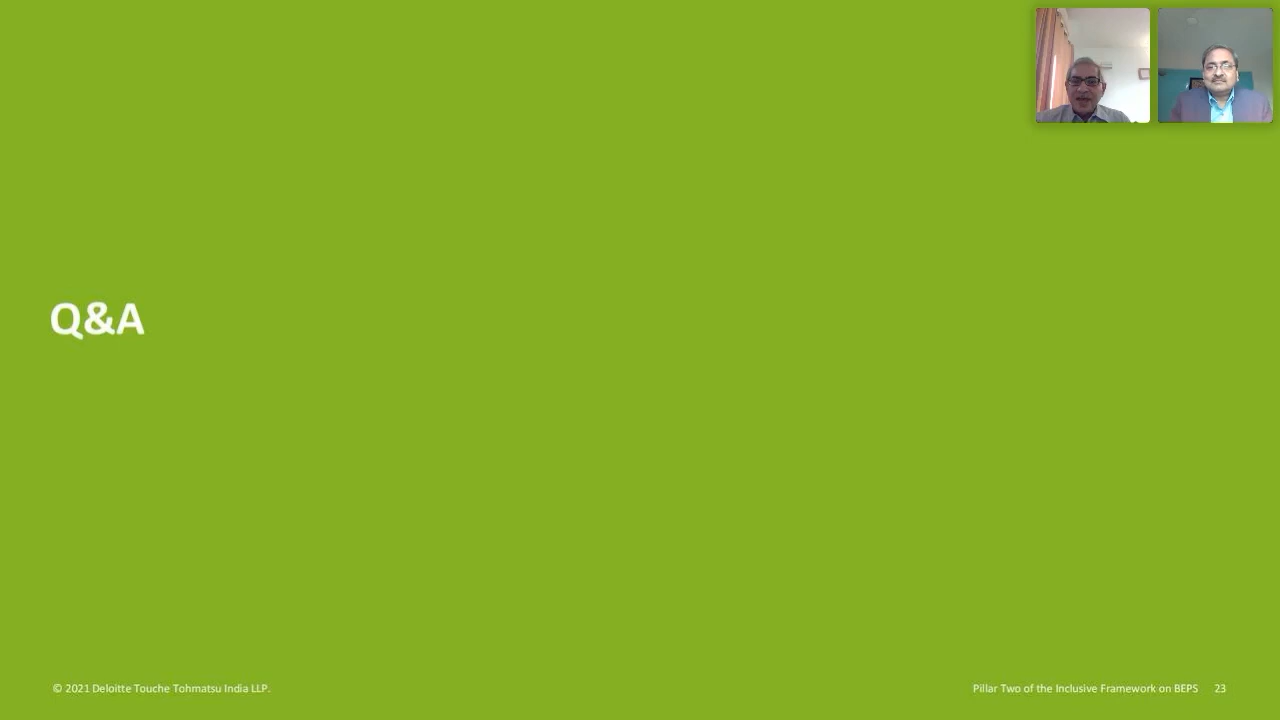 Q&A
© 2021 Deloitte Touche Tohmatsu India LLP.
Pillar Two of the Inclusive Framework on BEPS 23